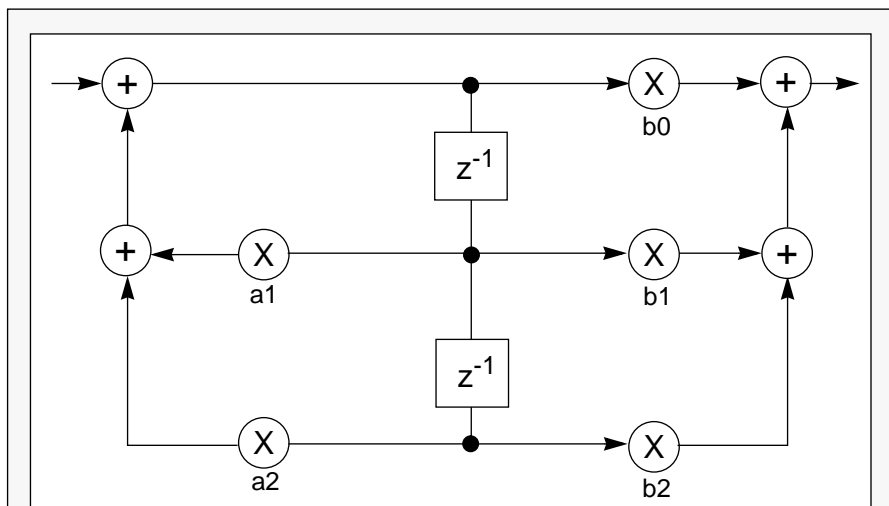 + X +
b0
z⁻¹
+ X X +
a1 b1
z⁻¹
X X
a2 b2